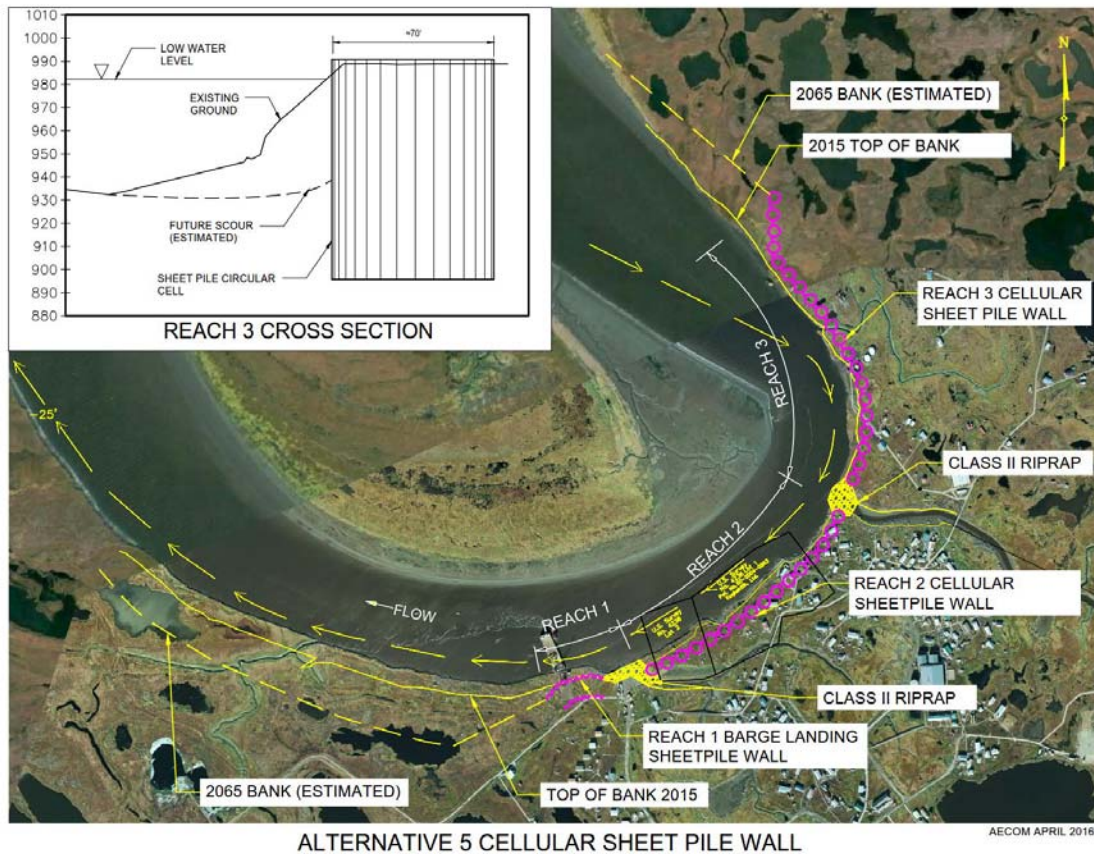 1010
1000
990
980
970
960
950
940
930
920
910
900
890
880
≈70'
LOW WATER
LEVEL
EXISTING
GROUND
FUTURE SCOUR
(ESTIMATED)
SHEET PILE CIRCULAR
CELL
REACH 3 CROSS SECTION
N
2065 BANK (ESTIMATED)
2015 TOP OF BANK
REACH 3 CELLULAR
SHEET PILE WALL
REACH 3
CLASS II RIPRAP
~25'
REACH 2
REACH 2 CELLULAR
SHEETPILE WALL
FLOW
REACH 1
U.S. SURVEY
CLASS II RIPRAP
REACH 1 BARGE LANDING
SHEETPILE WALL
2065 BANK (ESTIMATED)
TOP OF BANK 2015
ALTERNATIVE 5 CELLULAR SHEET PILE WALL
AECOM APRIL 2016